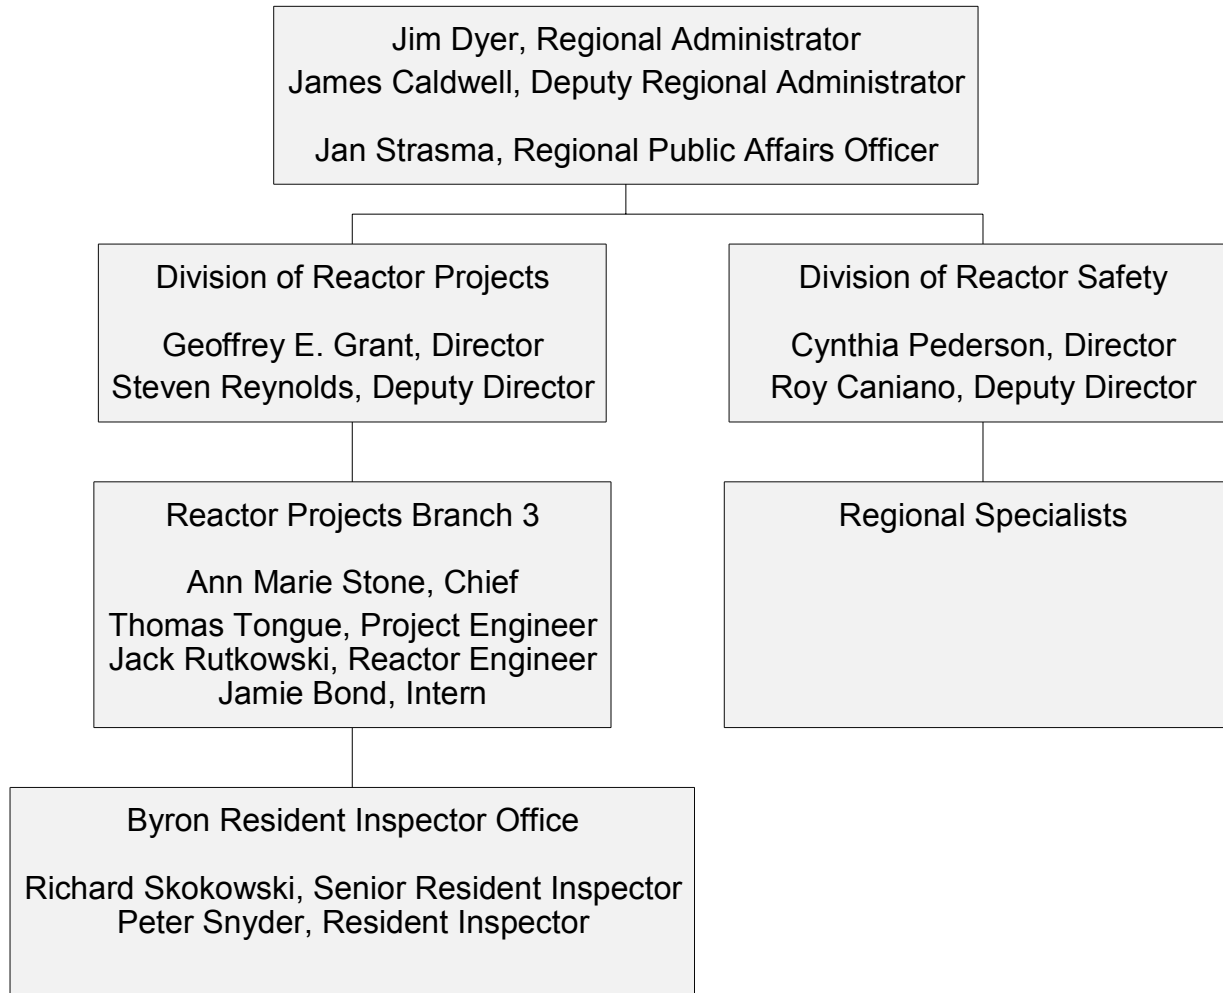 Jim Dyer, Regional Administrator
James Caldwell, Deputy Regional Administrator
Jan Strasma, Regional Public Affairs Officer
Division of Reactor Projects
Geoffrey E. Grant, Director
Steven Reynolds, Deputy Director
Division of Reactor Safety
Cynthia Pederson, Director
Roy Caniano, Deputy Director
Reactor Projects Branch 3
Ann Marie Stone, Chief
Thomas Tongue, Project Engineer
Jack Rutkowski, Reactor Engineer
Jamie Bond, Intern
Regional Specialists
Byron Resident Inspector Office
Richard Skokowski, Senior Resident Inspector
Peter Snyder, Resident Inspector